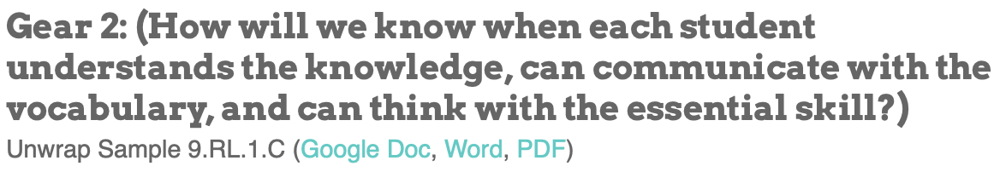 Gear 2: (How will we know when each student
understands the knowledge, can communicate with the
vocabulary, and can think with the essential skill?)
Unwrap Sample 9.RL.1.C (Google Doc, Word, PDF)